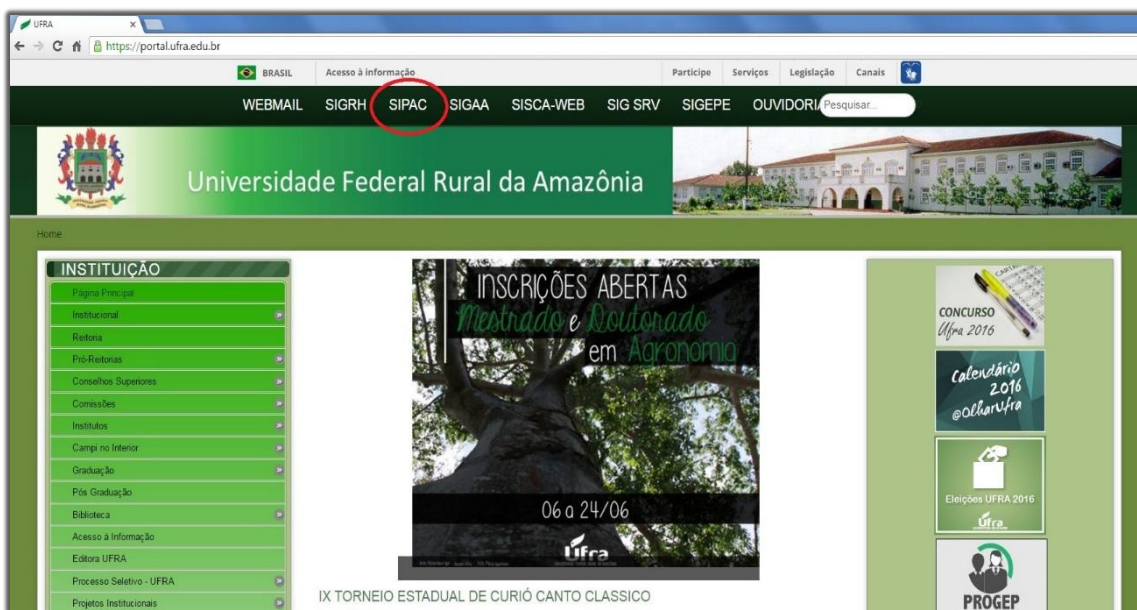 UFRA
https://portal.ufra.edu.br
BRASIL Acesso à informação Participe Serviços Legislação Canais
WEBMAIL SIGRH SIPAC SIGAA SISCA-WEB SIG SRV SIGEPE OUVIDORIA Pesquisar...
Universidade Federal Rural da Amazônia
Home
INSTITUIÇÃO
Página Principal
Institucional
Reitoria
Pró-Reitorias
Conselhos Superiores
Comissões
Institutos
Campi no Interior
Graduação
Pós Graduação
Biblioteca
Acesso à Informação
Editora UFRA
Processo Seletivo - UFRA
Projetos Institucionais
INSCRIÇÕES ABERTAS
Mestrado e Doutorado
em Agronomia
06 a 24/06
Ufra
IX TORNEIO ESTADUAL DE CURIÓ CANTO CLASSICO
CONCURSO
Ufra 2016
Calendário
2016
@OlharUfra
Eleições UFRA 2016
Ufra
PROGEP